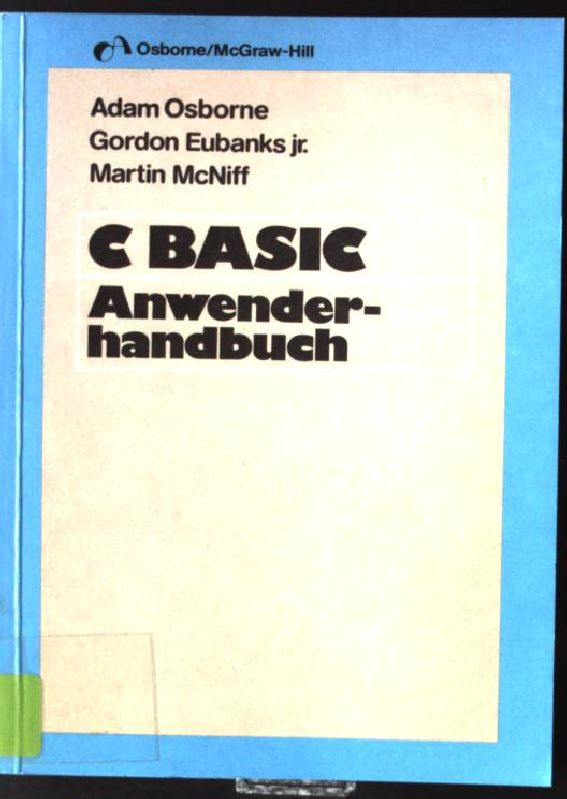 Osborne/McGraw-Hill
Adam Osborne
Gordon Eubanks jr.
Martin McNiff
C BASIC
Anwender-
handbuch